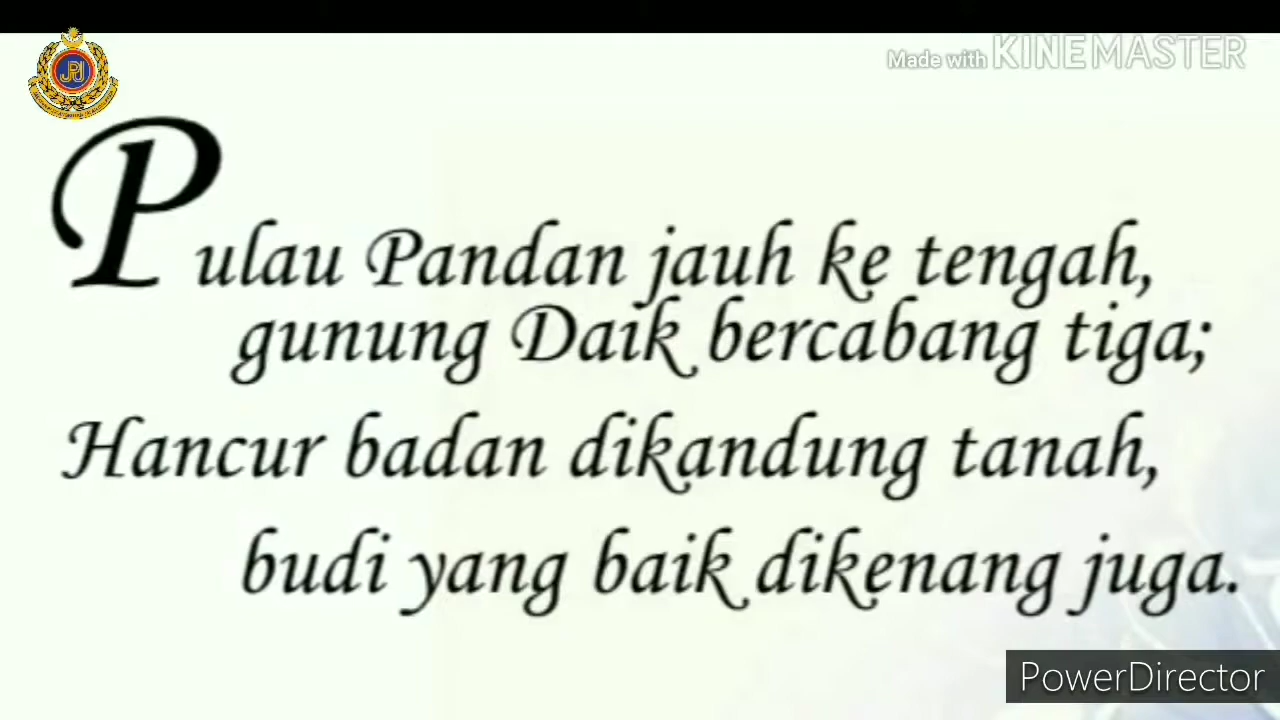 Made with KINEMASTER
JPJ
Pulau Pandan jauh ke tengah,
gunung Daik bercabang tiga;
Hancur badan dikandung tanah,
budi yang baik dikenang juga.
PowerDirector